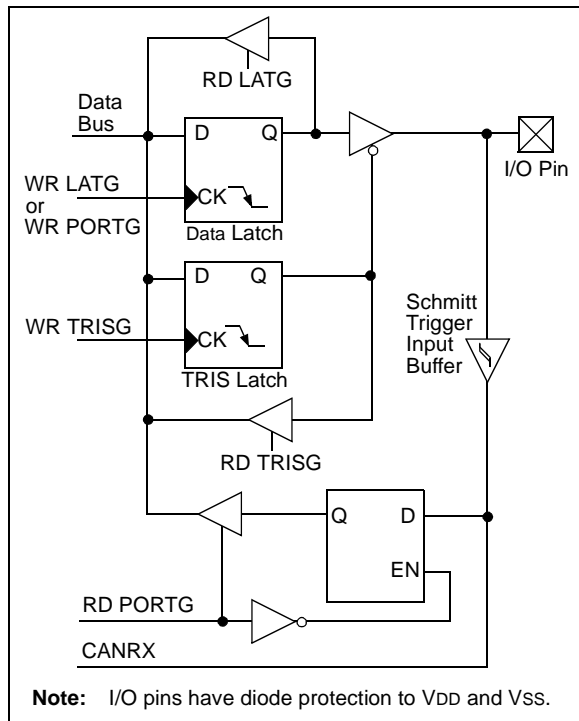 RD LATG
Data
Bus
D Q
I/O Pin
WR LATG
or
WR PORTG
CK
Data Latch
D Q
WR TRISG
CK
TRIS Latch
Schmitt
Trigger
Input
Buffer
RD TRISG
Q D
EN
RD PORTG
CANRX
Note: I/O pins have diode protection to VDD and VSS.